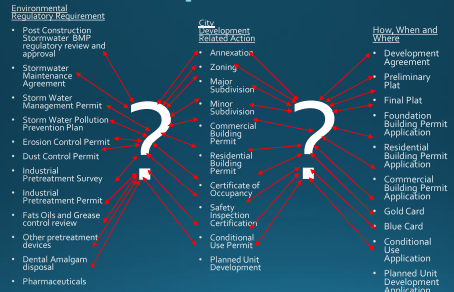 Environmental
Regulatory Requirement
• Post Construction
Stormwater BMP
regulatory review and
approval
• Stormwater
Maintenance
Agreement
• Storm Water
Management Permit
• Storm Water Pollution
Prevention Plan
• Erosion Control Permit
• Dust Control Permit
• Industrial
Pretreatment Survey
• Industrial
Pretreatment Permit
• Fats Oils and Grease
control review
• Other pretreatment
devices
• Dental Amalgam
disposal
• Pharmaceuticals
?
City
Development
Related Action
• Annexation
• Zoning
• Major
Subdivision
• Minor
Subdivision
• Commercial
Building
Permit
• Residential
Building
Permit
• Certificate of
Occupancy
• Safety
Inspection
Certification
• Conditional
Use Permit
• Planned Unit
Development
?
How, When and
Where
• Development
Agreement
• Preliminary
Plat
• Final Plat
• Foundation
Building Permit
Application
• Residential
Building Permit
Application
• Commercial
Building Permit
Application
• Gold Card
• Blue Card
• Conditional
Use
Application
• Planned Unit
Development
Application